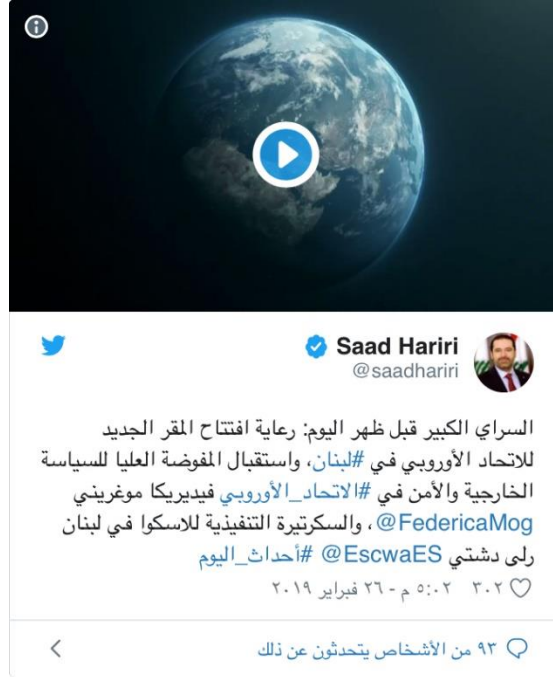 Saad Hariri
@saadhariri
السراي الكبير قبل ظهر اليوم: رعاية افتتاح المقر الجديد
للاتحاد الأوروبي في #لبنان، واستقبال المفوضة العليا للسياسة
الخارجية والأمن في #الاتحاد_الأوروبي فيديريكا موغريني
@FedericaMog، والسكرتيرة التنفيذية للاسكوا في لبنان
رلى دشتي @EscwaES #أحداث_اليوم
٣٠٢ ٥:٠٢ م - ٢٦ فبراير ٢٠١٩
٩٣ من الأشخاص يتحدثون عن ذلك